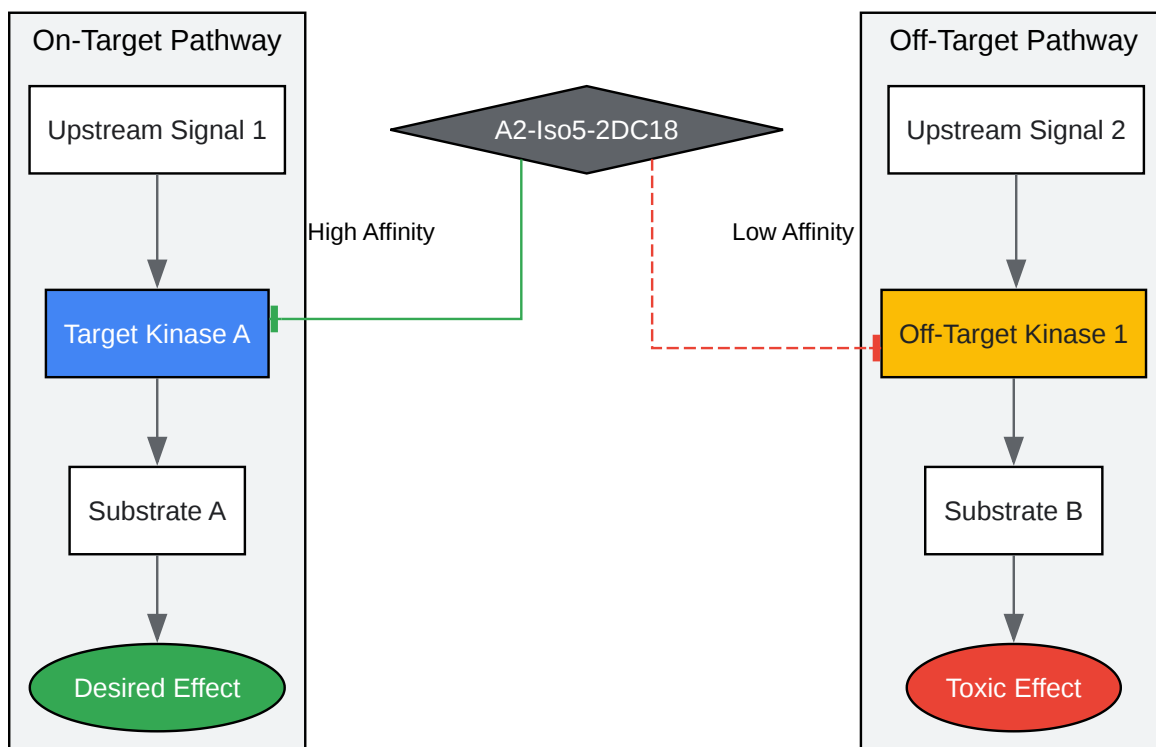 On-Target Pathway
Upstream Signal 1
Target Kinase A
Substrate A
Desired Effect
A2-Iso5-2DC18
High Affinity
Low Affinity
Off-Target Pathway
Upstream Signal 2
Off-Target Kinase 1
Substrate B
Toxic Effect